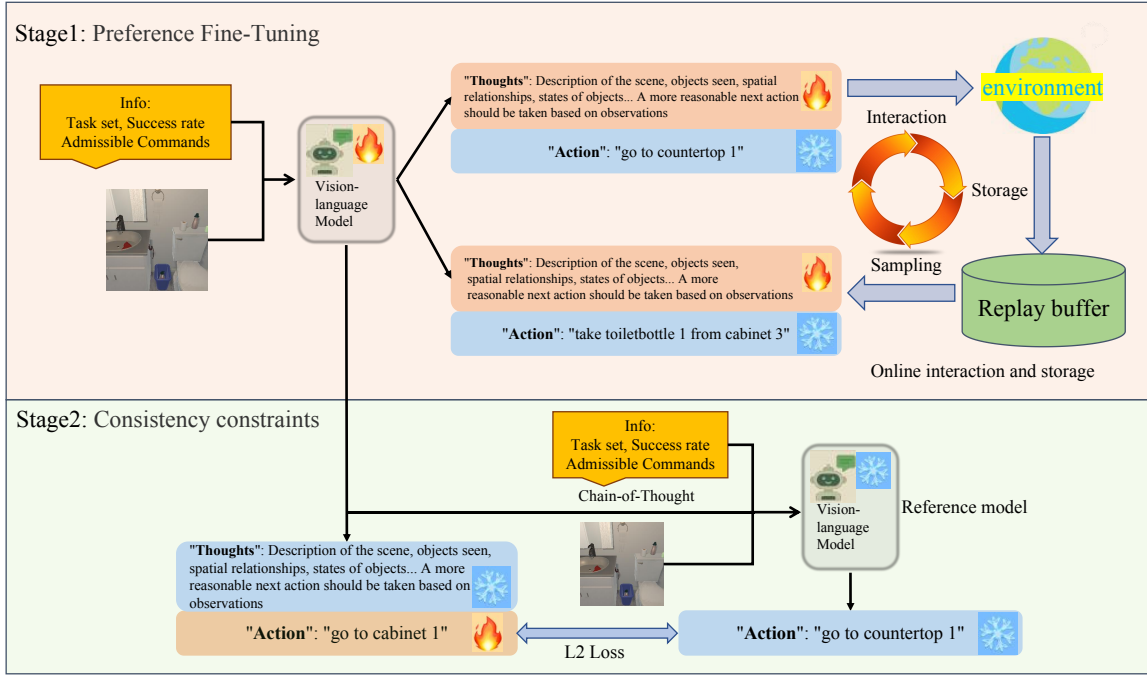 Stage1: Preference Fine-Tuning
Info:
Task set, Success rate
Admissible Commands
Vision-
language
Model
"Thoughts": Description of the scene, objects seen, spatial
relationships, states of objects... A more reasonable next action
should be taken based on observations
"Action": "go to countertop 1"
"Thoughts": Description of the scene, objects seen,
spatial relationships, states of objects... A more
reasonable next action should be taken based on observations
"Action": "take toiletbottle 1 from cabinet 3"
environment
Interaction
Storage
Sampling
Replay buffer
Online interaction and storage
Stage2: Consistency constraints
Info:
Task set, Success rate
Admissible Commands
Chain-of-Thought
Vision-
language
Model
Reference model
"Thoughts": Description of the scene, objects seen,
spatial relationships, states of objects... A more
reasonable next action should be taken based on
observations
"Action": "go to cabinet 1"
L2 Loss
"Action": "go to countertop 1"